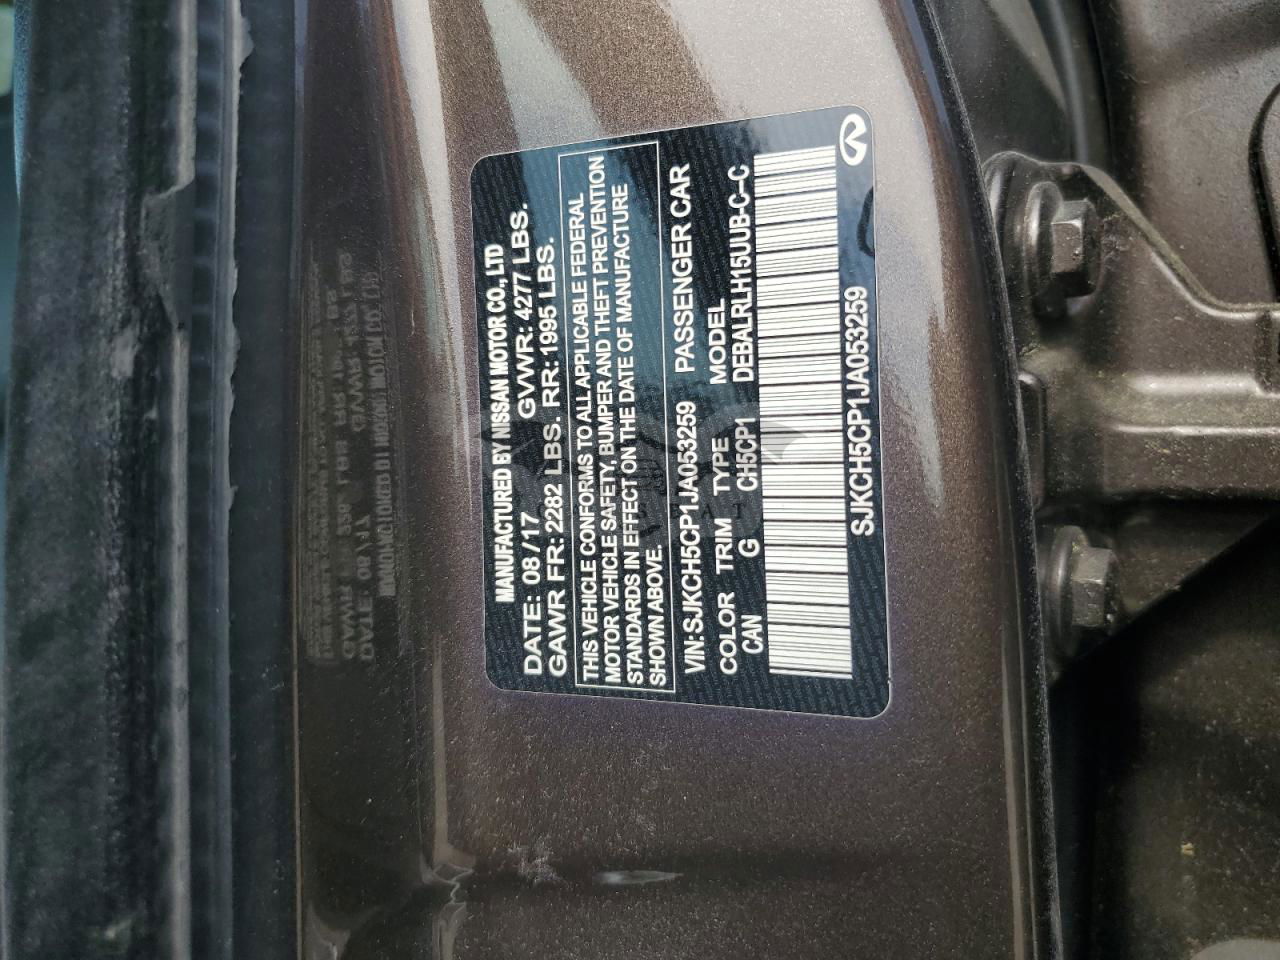 MANUFACTURED BY NISSAN MOTOR CO., LTD
DATE: 08/17 GVWR: 4277 LBS.
GAWR FR: 2282 LBS. RR: 1995 LBS.
THIS VEHICLE CONFORMS TO ALL APPLICABLE FEDERAL
MOTOR VEHICLE SAFETY, BUMPER AND THEFT PREVENTION
STANDARDS IN EFFECT ON THE DATE OF MANUFACTURE
SHOWN ABOVE.
VIN: SJKCH5CP1JA053259 PASSENGER CAR
COLOR TRIM TYPE MODEL
CAN G CH5CP1 DEBALRLH15UUB-C-C
SJKCH5CP1JA053259